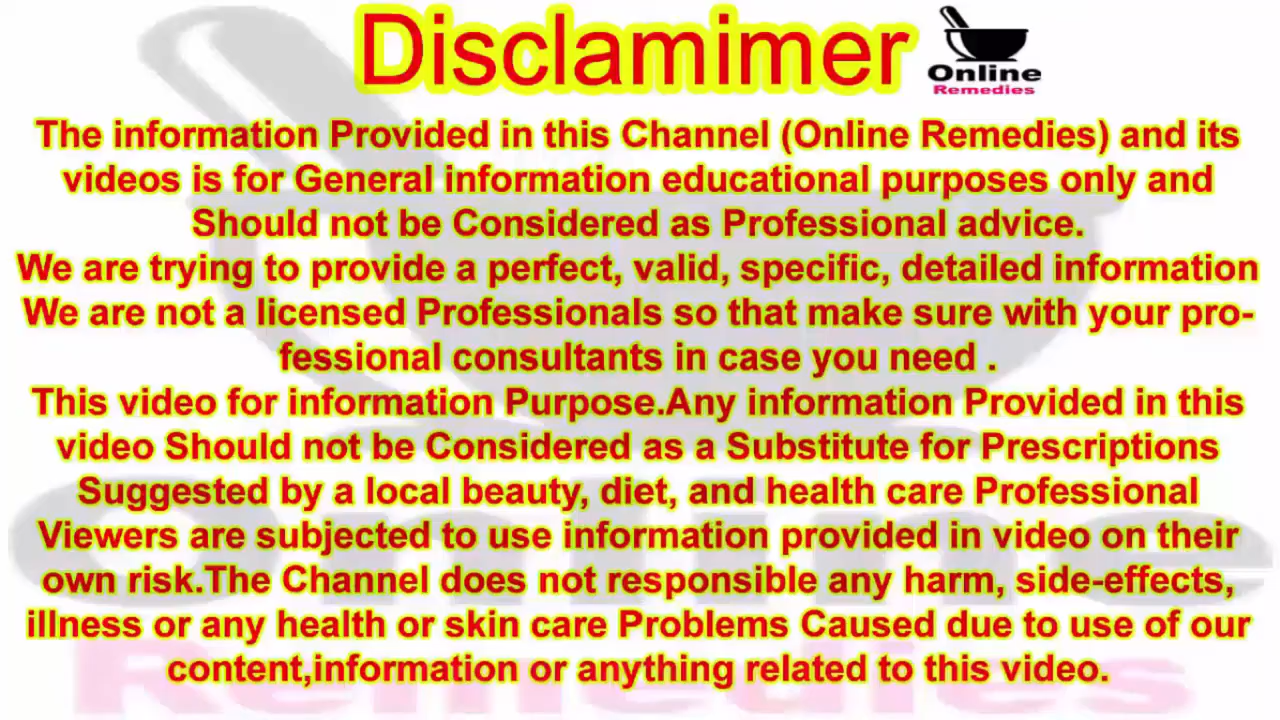 Disclamimer
Online
Remedies
The information Provided in this Channel (Online Remedies) and its
videos is for General information educational purposes only and
Should not be Considered as Professional advice.
We are trying to provide a perfect, valid, specific, detailed information
We are not a licensed Professionals so that make sure with your pro-
fessional consultants in case you need .
This video for information Purpose.Any information Provided in this
video Should not be Considered as a Substitute for Prescriptions
Suggested by a local beauty, diet, and health care Professional
Viewers are subjected to use information provided in video on their
own risk.The Channel does not responsible any harm, side-effects,
illness or any health or skin care Problems Caused due to use of our
content,information or anything related to this video.
Online
Remedies